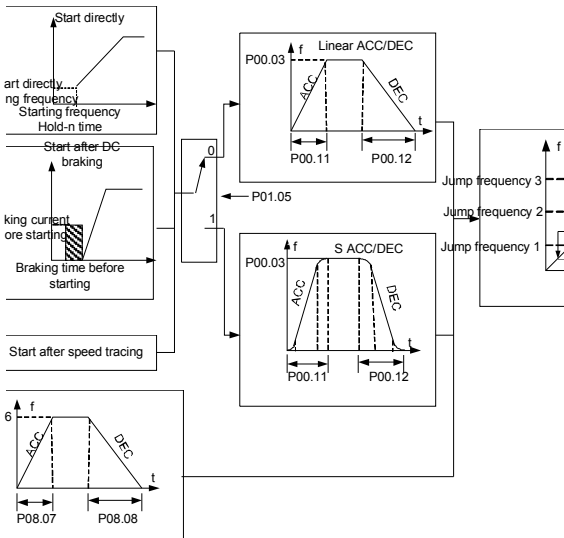 Start directly
art directly
ng frequency
Starting frequency
Hold-n time
Start after DC
braking
king current
ore starting
Braking time before
starting
Start after speed tracing
6
f
ACC
DEC
t
P08.07
P08.08
0
1
P01.05
Linear ACC/DEC
P00.03
f
ACC
DEC
t
P00.11
P00.12
S ACC/DEC
P00.03
f
ACC
DEC
t
P00.11
P00.12
f
Jump frequency 3
Jump frequency 2
Jump frequency 1